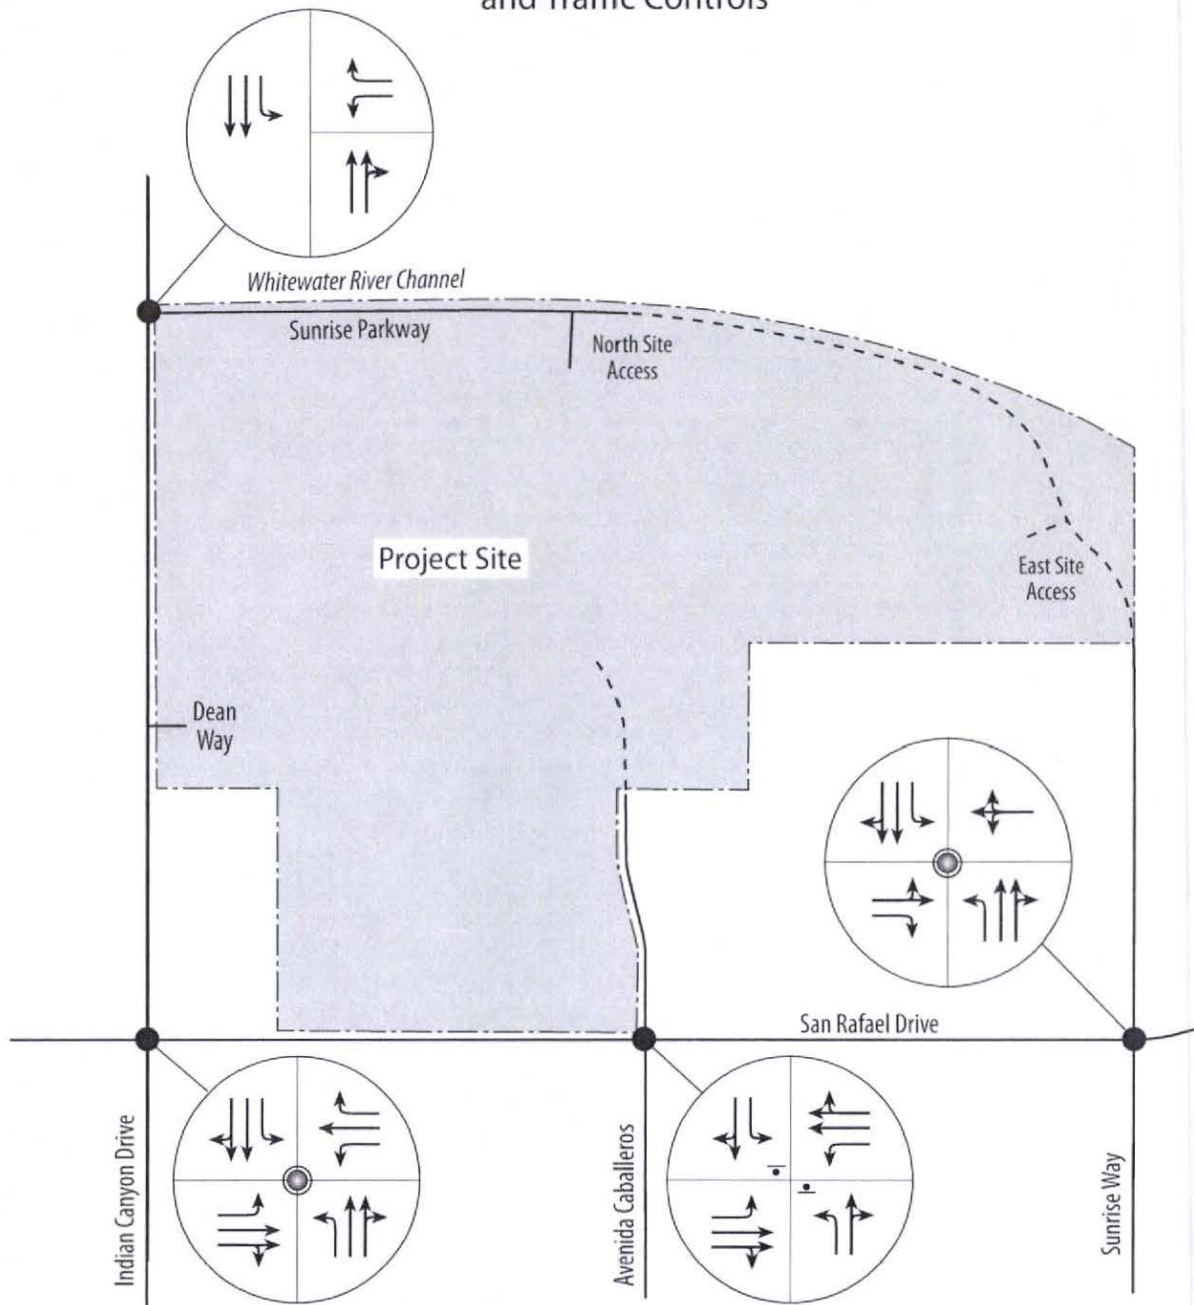 and Traffic Controls
Whitewater River Channel
Sunrise Parkway
North Site
Access
Project Site
East Site
Access
Dean
Way
San Rafael Drive
Indian Canyon Drive
Avenida Caballeros
Sunrise Way